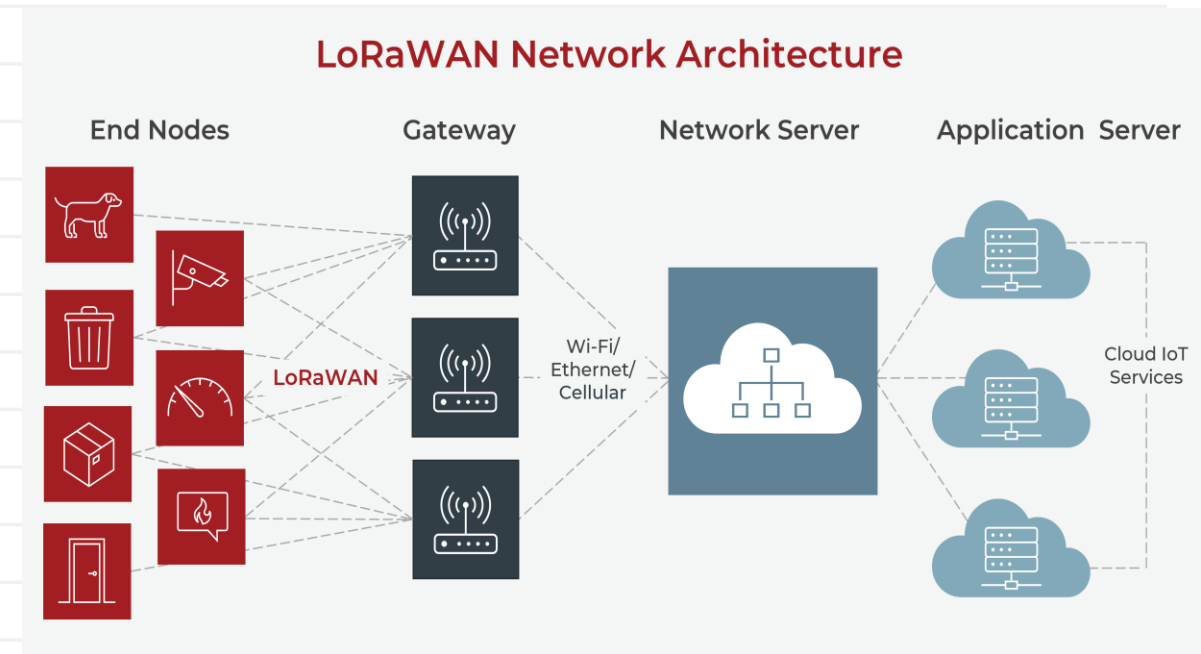 LoRaWAN Network Architecture
End Nodes
Gateway
Network Server
Application Server
LoRaWAN
Wi-Fi/
Ethernet/
Cellular
Cloud IoT
Services